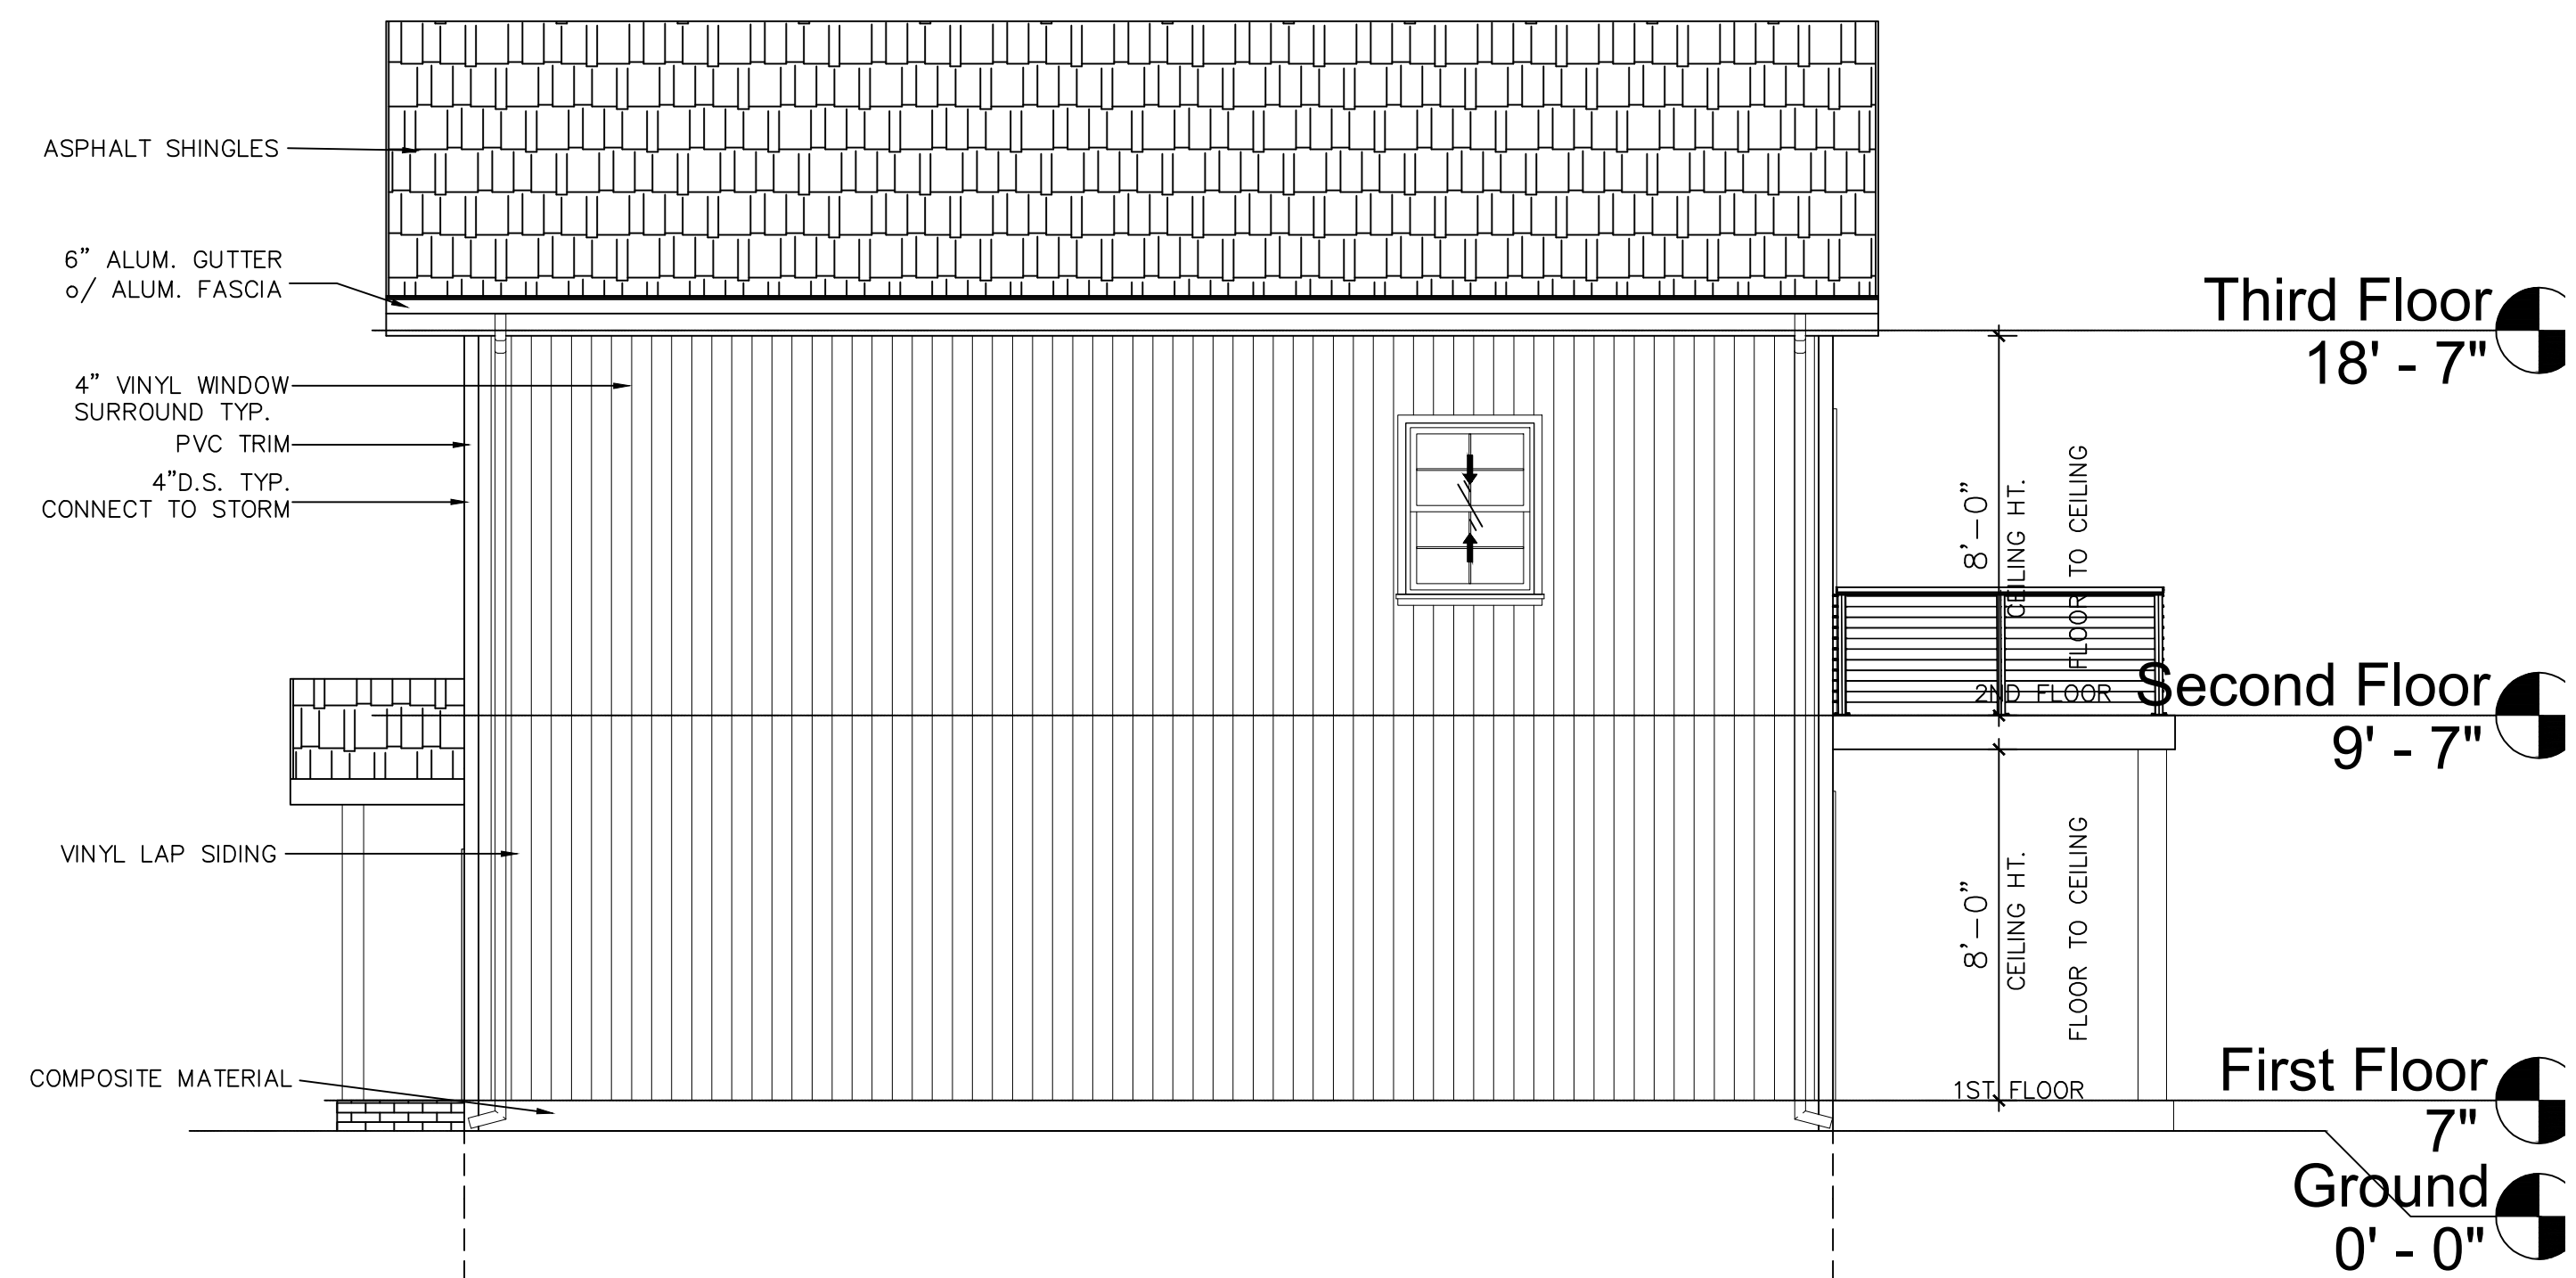 ASPHALT SHINGLES
6" ALUM. GUTTER
o/ ALUM. FASCIA
4" VINYL WINDOW
SURROUND TYP.
PVC TRIM
4"D.S. TYP.
CONNECT TO STORM
VINYL LAP SIDING
COMPOSITE MATERIAL
8'-0"
CEILING HT.
FLOOR TO CEILING
2ND FLOOR
8'-0"
CEILING HT.
FLOOR TO CEILING
1ST FLOOR
Third Floor
18' - 7"
Second Floor
9' - 7"
First Floor
7"
Ground
0' - 0"